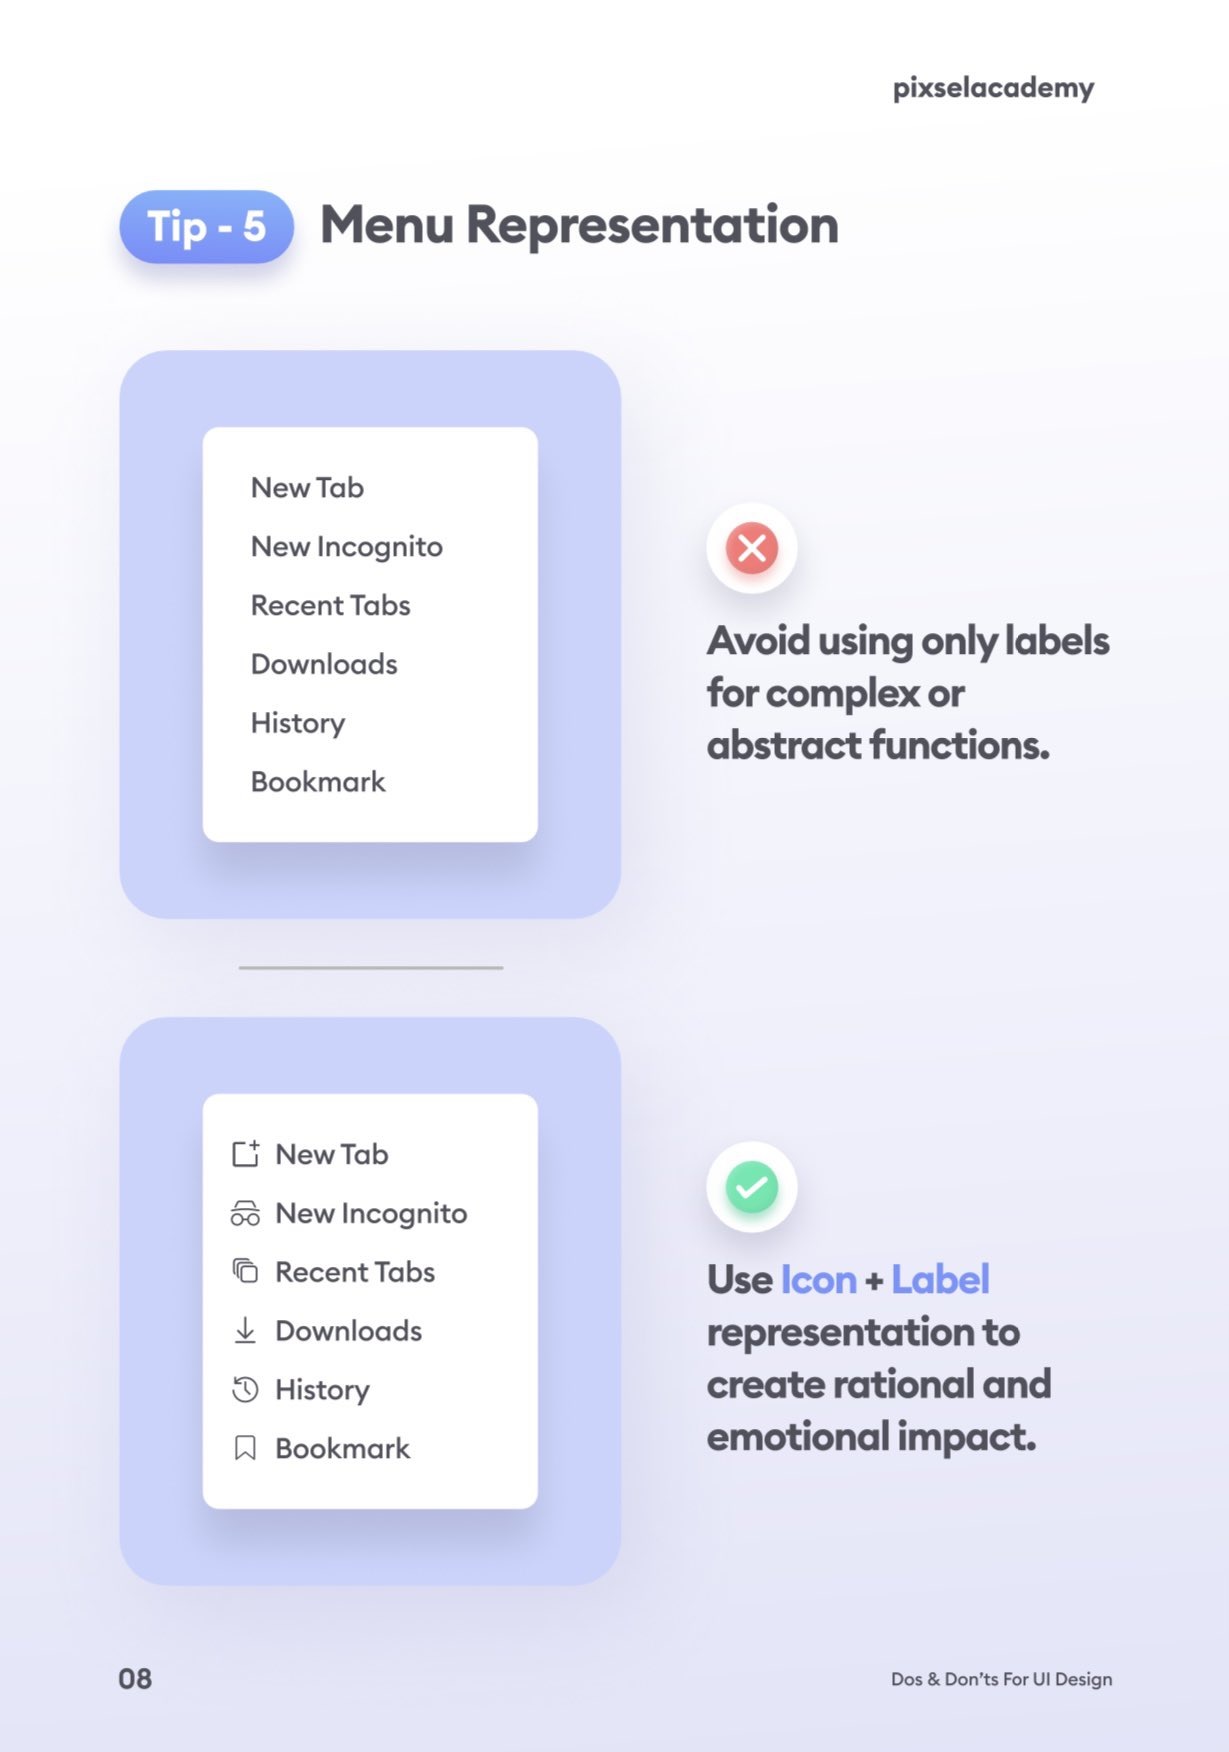 pixselacademy
Tip - 5
Menu Representation
New Tab
New Incognito
Recent Tabs
Downloads
History
Bookmark
Avoid using only labels
for complex or
abstract functions.
New Tab
New Incognito
Recent Tabs
Downloads
History
Bookmark
Use Icon + Label
representation to
create rational and
emotional impact.
08
Dos & Don'ts For UI Design